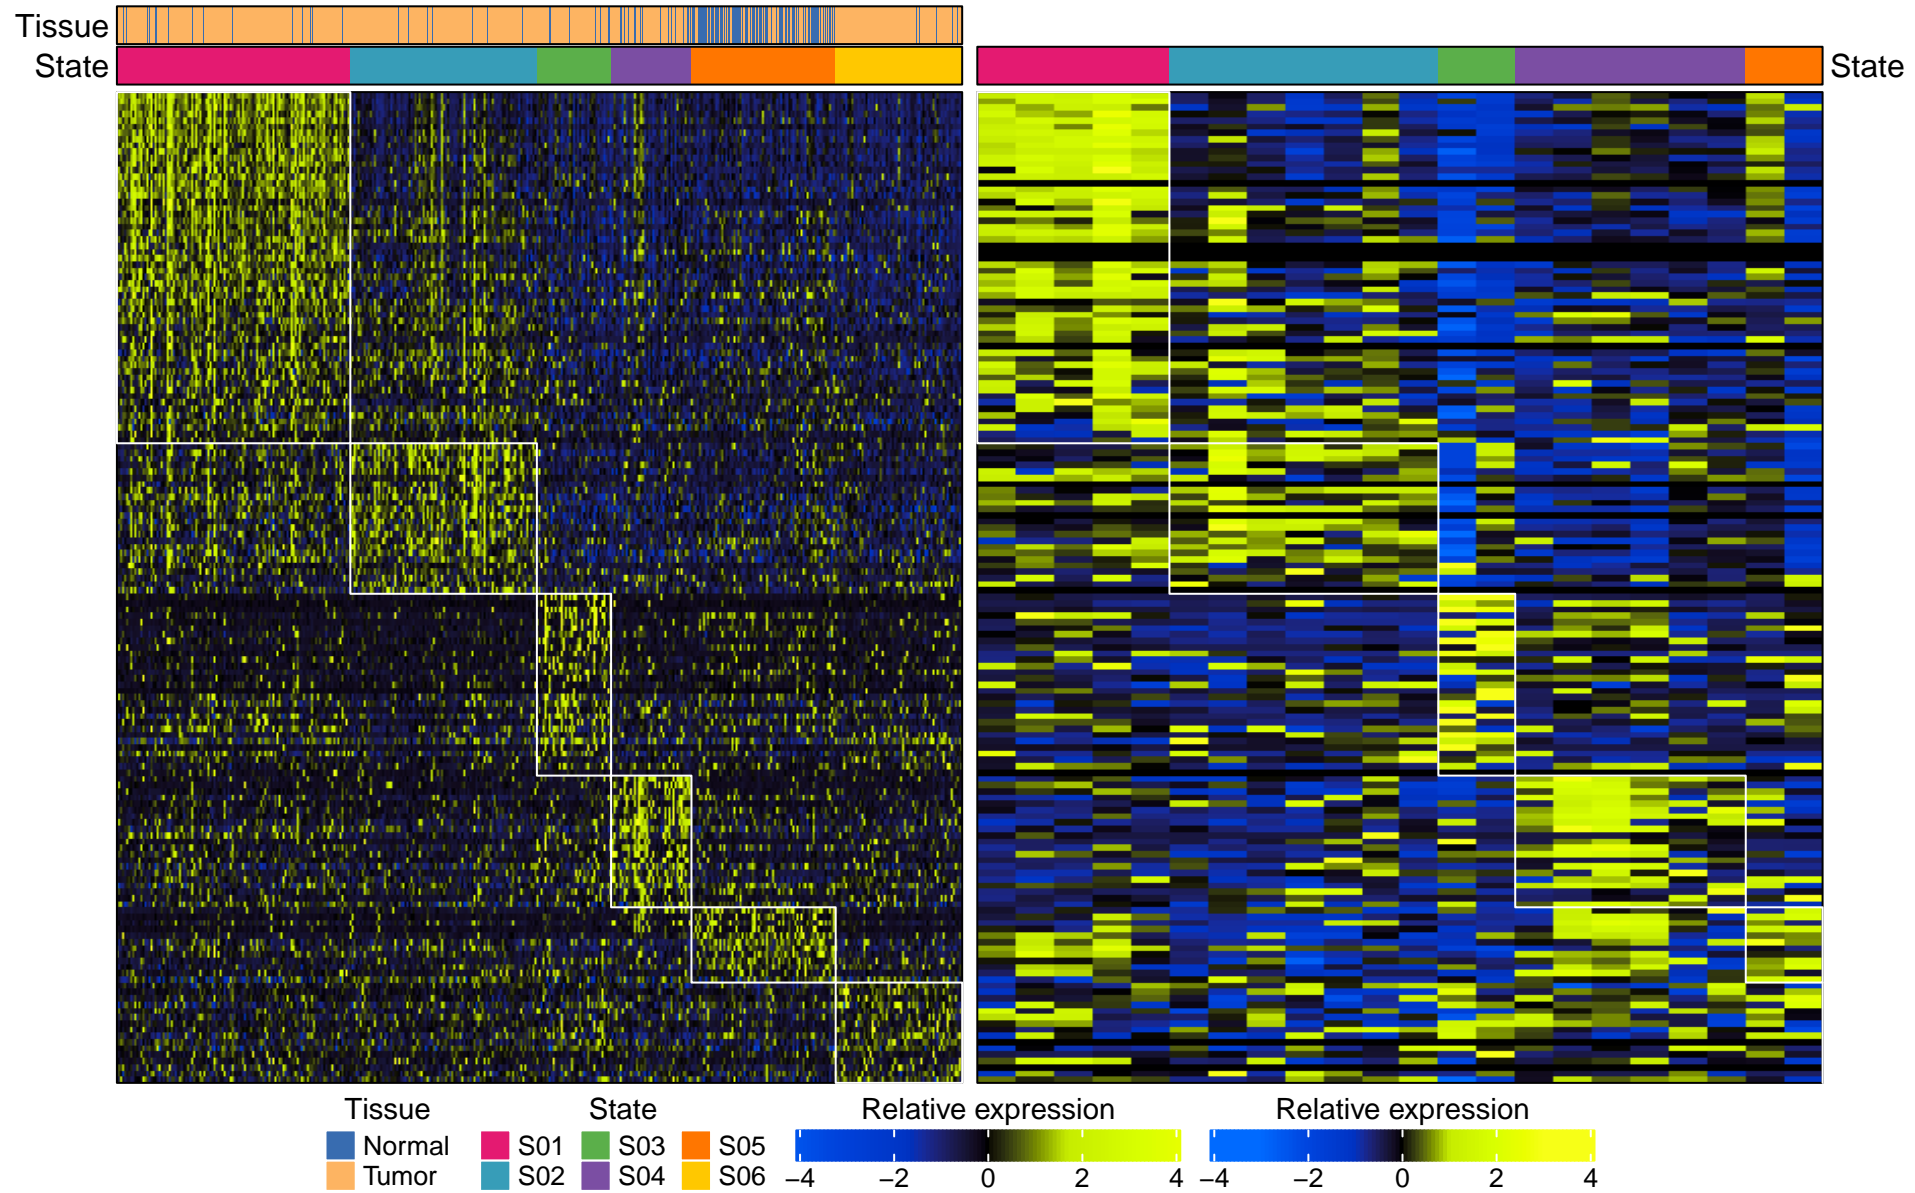 Tissue
State
State
Tissue State Relative expression Relative expression
Normal S01 S03 S05
Tumor S02 S04 S06
−4 −2 0 2 4 −4 −2 0 2 4